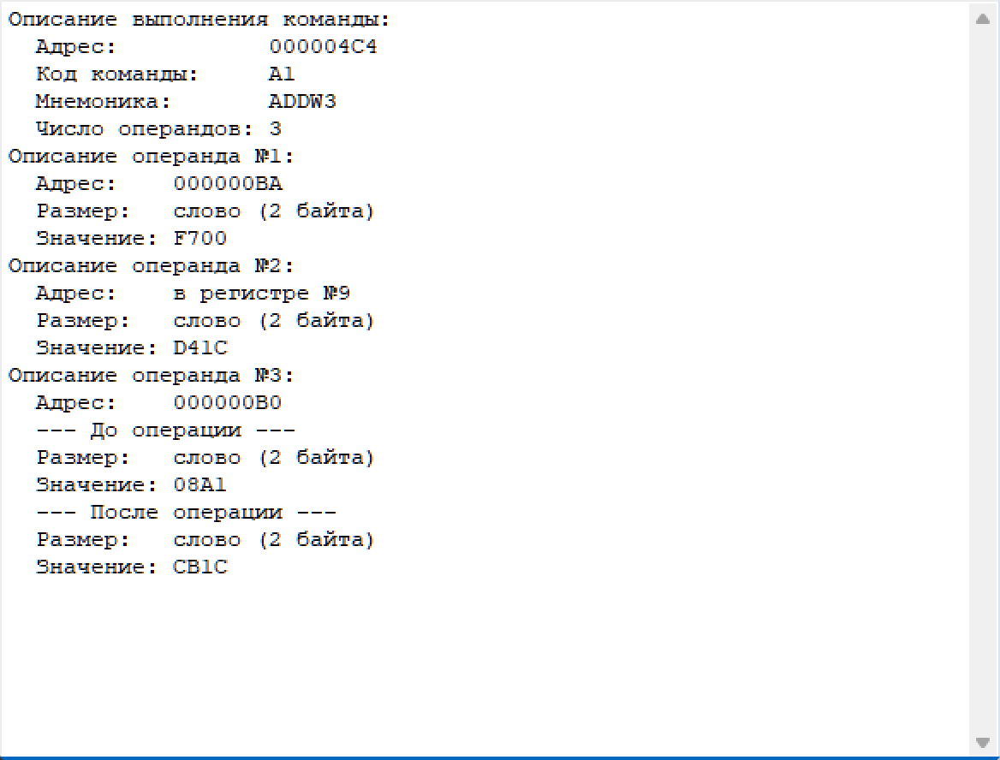 Описание выполнения команды:
Адрес: 000004C4
Код команды: A1
Мнемоника: ADDW3
Число операндов: 3
Описание операнда №1:
Адрес: 000000BA
Размер: слово (2 байта)
Значение: F700
Описание операнда №2:
Адрес: в регистре №9
Размер: слово (2 байта)
Значение: D41C
Описание операнда №3:
Адрес: 000000B0
--- До операции ---
Размер: слово (2 байта)
Значение: 08A1
--- После операции ---
Размер: слово (2 байта)
Значение: CB1C